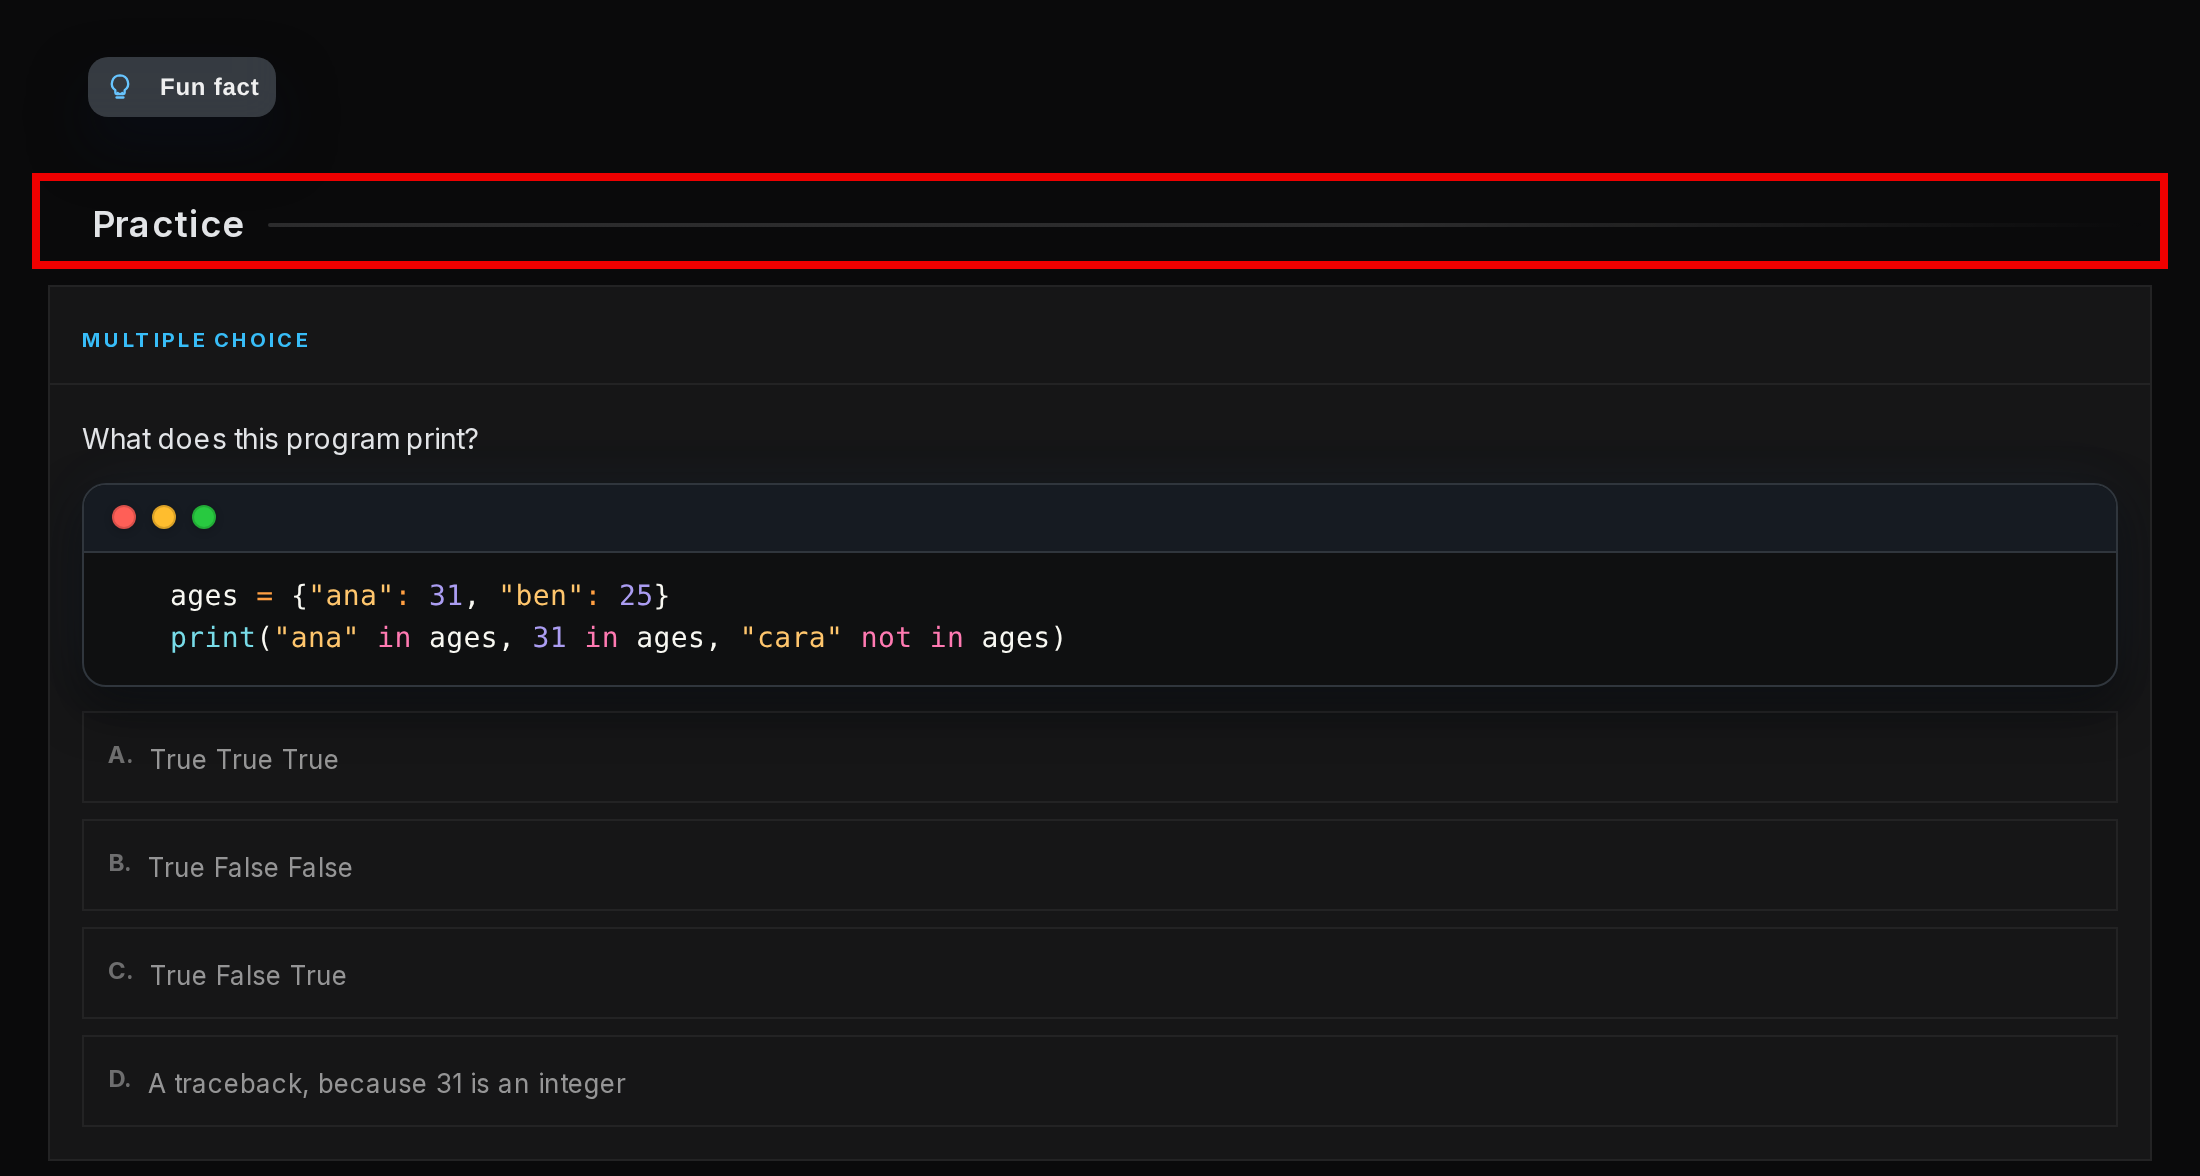 Fun fact
Practice
MULTIPLE CHOICE
What does this program print?
ages = {"ana": 31, "ben": 25}
print("ana" in ages, 31 in ages, "cara" not in ages)
A. True True True
B. True False False
C. True False True
D. A traceback, because 31 is an integer